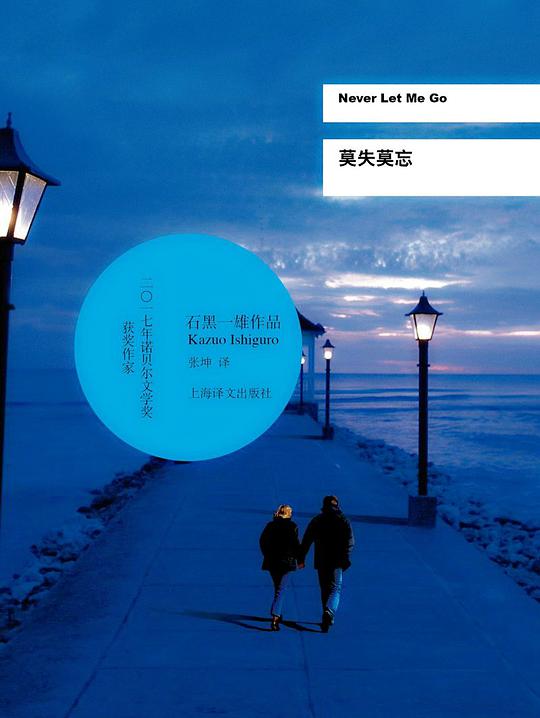 Never Let Me Go
莫失莫忘
二〇一七年诺贝尔文学奖
获奖作家
石黑一雄作品
Kazuo Ishiguro
张坤 译
上海译文出版社